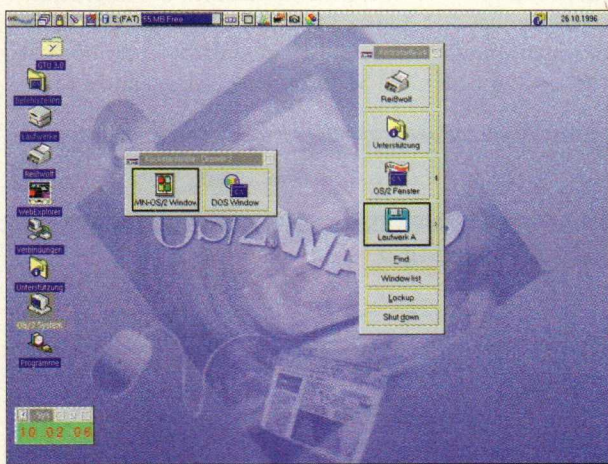 E:(FAT) 55 MB Free 26.10.1996
GTU 3.0
Laufwerke
Reißwolf
WebExplorer
Verbindungen
Unterstützung
OS/2 System
Programme
Sys
10.02.06
WIN-OS/2 Window DOS Window
OS/2 WARP
Reißwolf
Unterstützung
OS/2 Fenster
Laufwerk A
Find
Window list
Lockup
Shut down